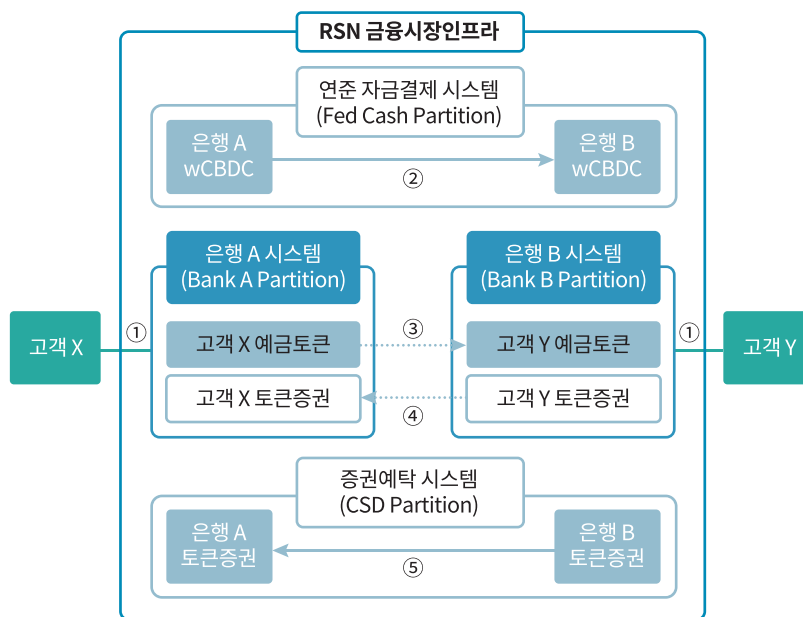 RSN 금융시장인프라
연준 자금결제 시스템
(Fed Cash Partition)
은행 A
wCBDC
②
은행 B
wCBDC
은행 A 시스템
(Bank A Partition)
은행 B 시스템
(Bank B Partition)
고객 X
①
고객 X 예금토큰
③
고객 Y 예금토큰
①
고객 Y
고객 X 토큰증권
④
고객 Y 토큰증권
증권예탁 시스템
(CSD Partition)
은행 A
토큰증권
⑤
은행 B
토큰증권